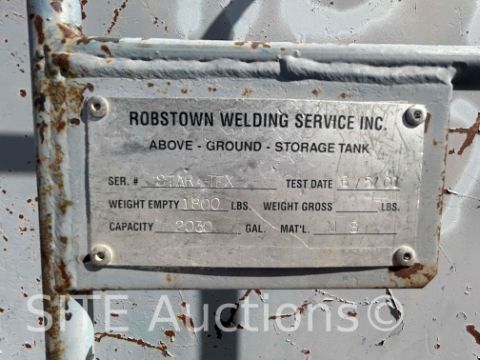 ROBSTOWN WELDING SERVICE INC.
ABOVE - GROUND - STORAGE TANK
SER. # STARA-TEX TEST DATE
WEIGHT EMPTY 1800 LBS. WEIGHT GROSS LBS.
CAPACITY 2030 GAL. MAT'L.
SITE Auctions©